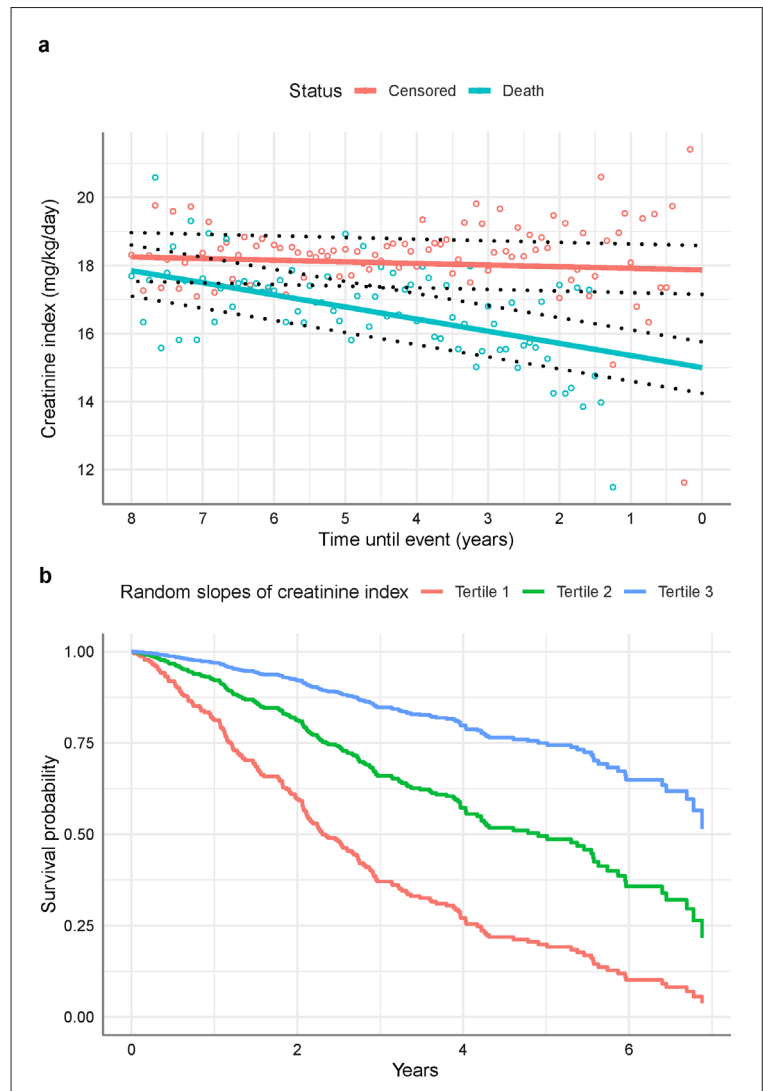 a
Status Censored Death
Creatinine index (mg/kg/day)
20
18
16
14
12
8 7 6 5 4 3 2 1 0
Time until event (years)
b
Random slopes of creatinine index Tertile 1 Tertile 2 Tertile 3
Survival probability
1.00
0.75
0.50
0.25
0.00
0 2 4 6
Years